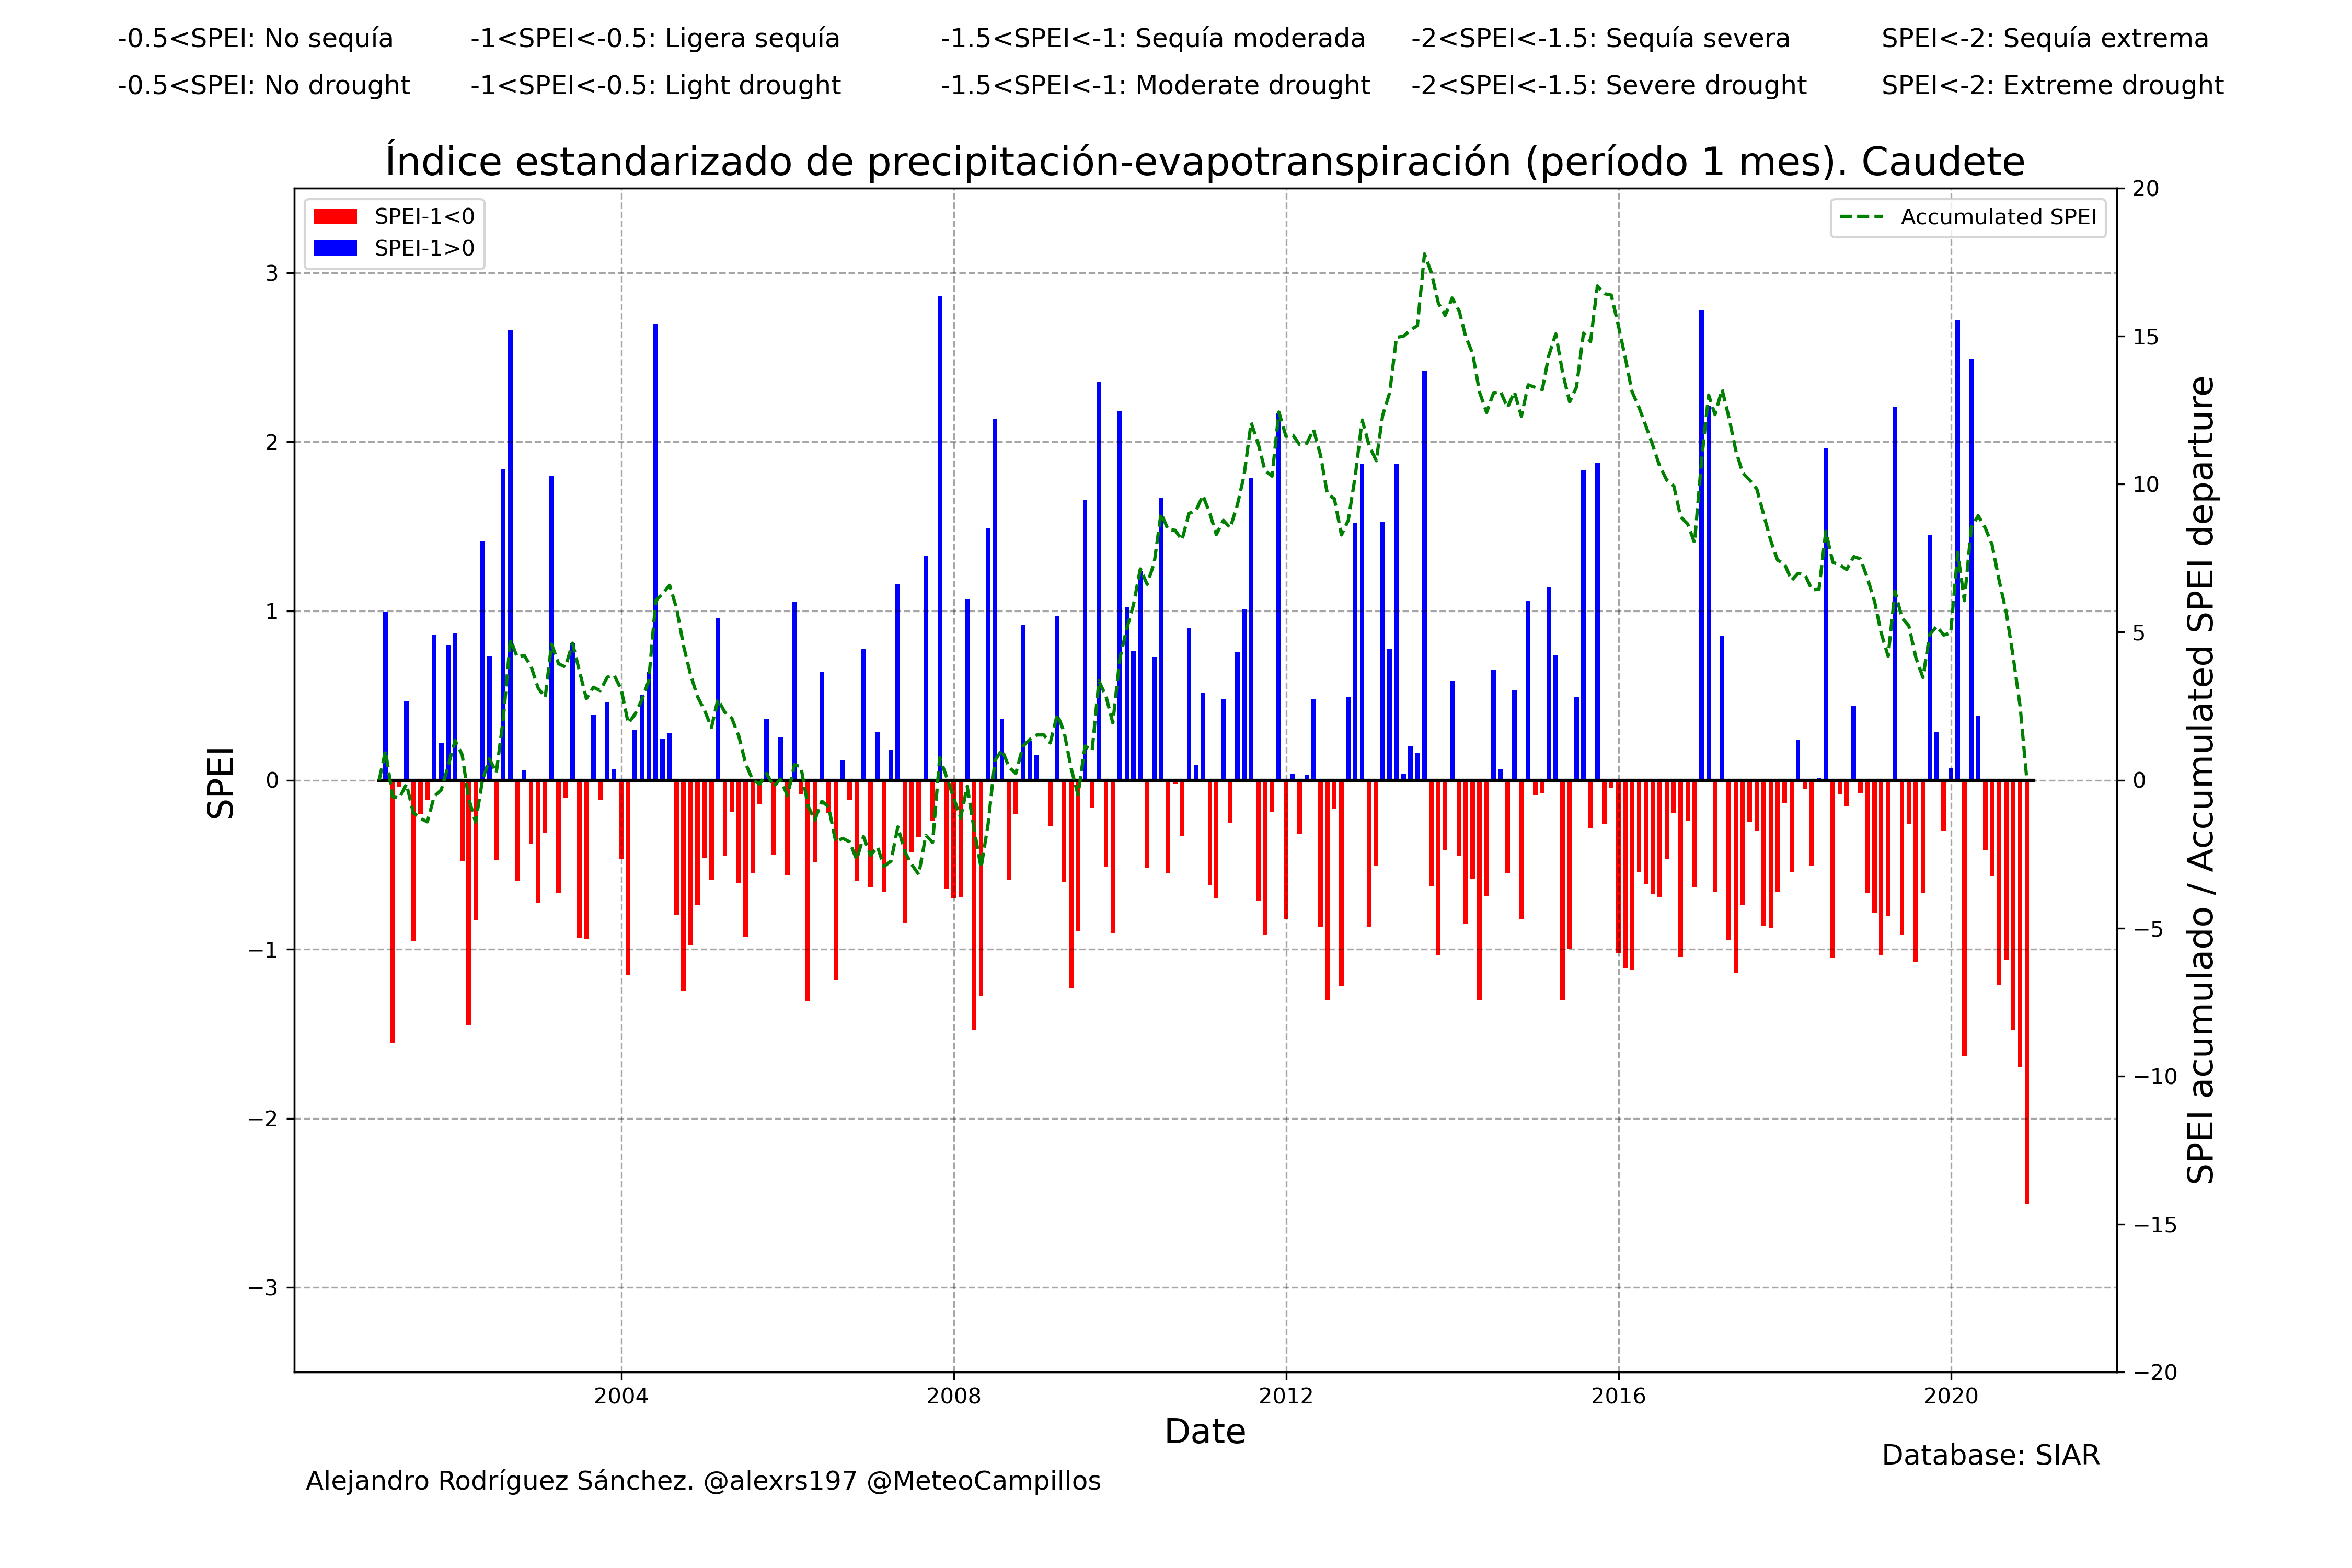 -0.5<SPEI: No sequía -1<SPEI<-0.5: Ligera sequía -1.5<SPEI<-1: Sequía moderada -2<SPEI<-1.5: Sequía severa SPEI<-2: Sequía extrema
-0.5<SPEI: No drought -1<SPEI<-0.5: Light drought -1.5<SPEI<-1: Moderate drought -2<SPEI<-1.5: Severe drought SPEI<-2: Extreme drought
Índice estandarizado de precipitación-evapotranspiración (período 1 mes). Caudete
SPEI-1<0
SPEI-1>0
Accumulated SPEI
SPEI
3
2
1
0
−1
−2
−3
20
15
10
5
0
−5
−10
−15
−20
SPEI acumulado / Accumulated SPEI departure
2004 2008 2012 2016 2020
Date
Database: SIAR
Alejandro Rodríguez Sánchez. @alexrs197 @MeteoCampillos